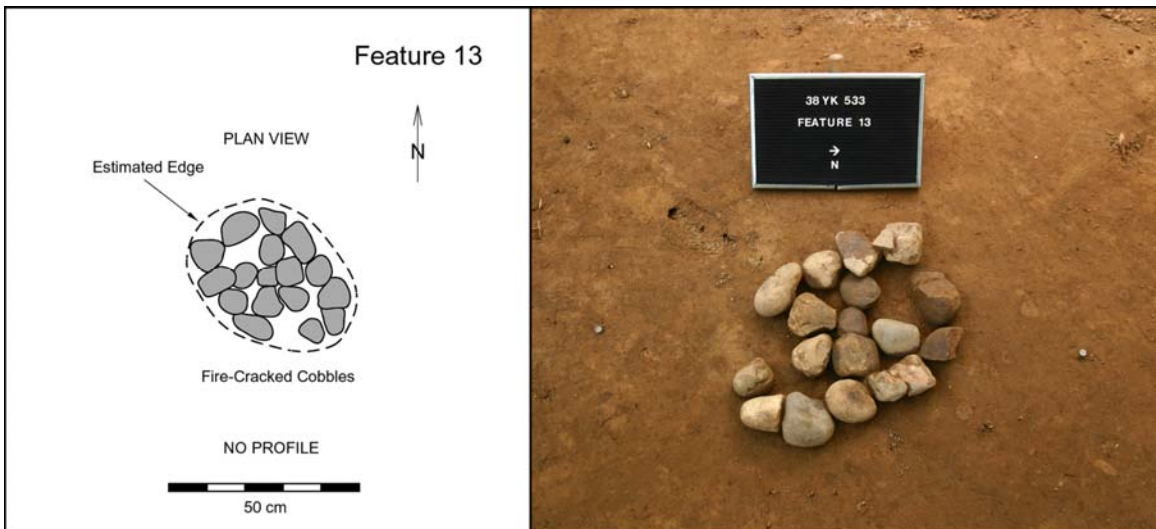 Feature 13
N
PLAN VIEW
Estimated Edge
Fire-Cracked Cobbles
NO PROFILE
50 cm
38 YK 533
FEATURE 13
→
N